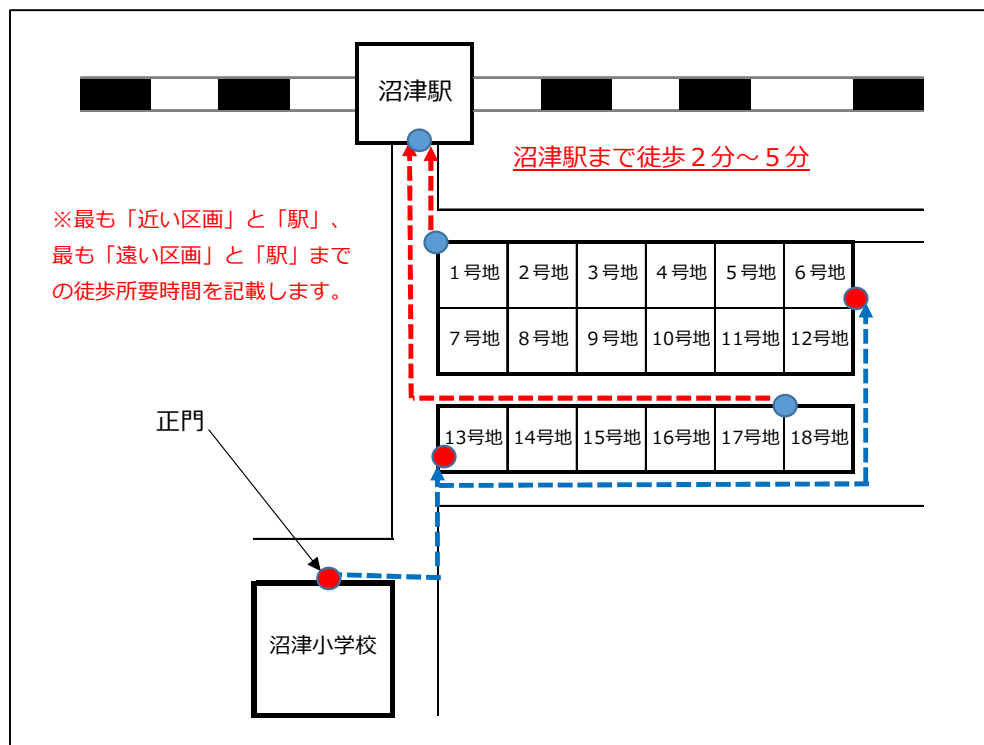 沼津駅
沼津駅まで徒歩２分～５分
※最も「近い区画」と「駅」、
最も「遠い区画」と「駅」まで
の徒歩所要時間を記載します。
１号地 ２号地 ３号地 ４号地 ５号地 ６号地
７号地 ８号地 ９号地 10号地 11号地 12号地
13号地 14号地 15号地 16号地 17号地 18号地
正門
沼津小学校